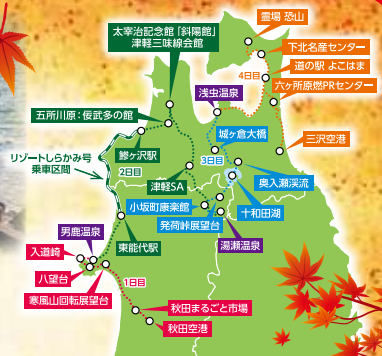 霊場 恐山
太宰治記念館「斜陽館」
津軽三味線会館
下北名産センター
道の駅 よこはま
4日目
浅虫温泉
六ヶ所原燃PRセンター
五所川原:佞武多の館
城ヶ倉大橋
鰺ヶ沢駅
三沢空港
リゾートしらかみ号
乗車区間
2日目
3日目
奥入瀬渓流
津軽SA
小坂町康楽館
十和田湖
発荷峠展望台
男鹿温泉
入道崎
東能代駅
湯瀬温泉
八望台
1日目
寒風山回転展望台
秋田まるごと市場
秋田空港